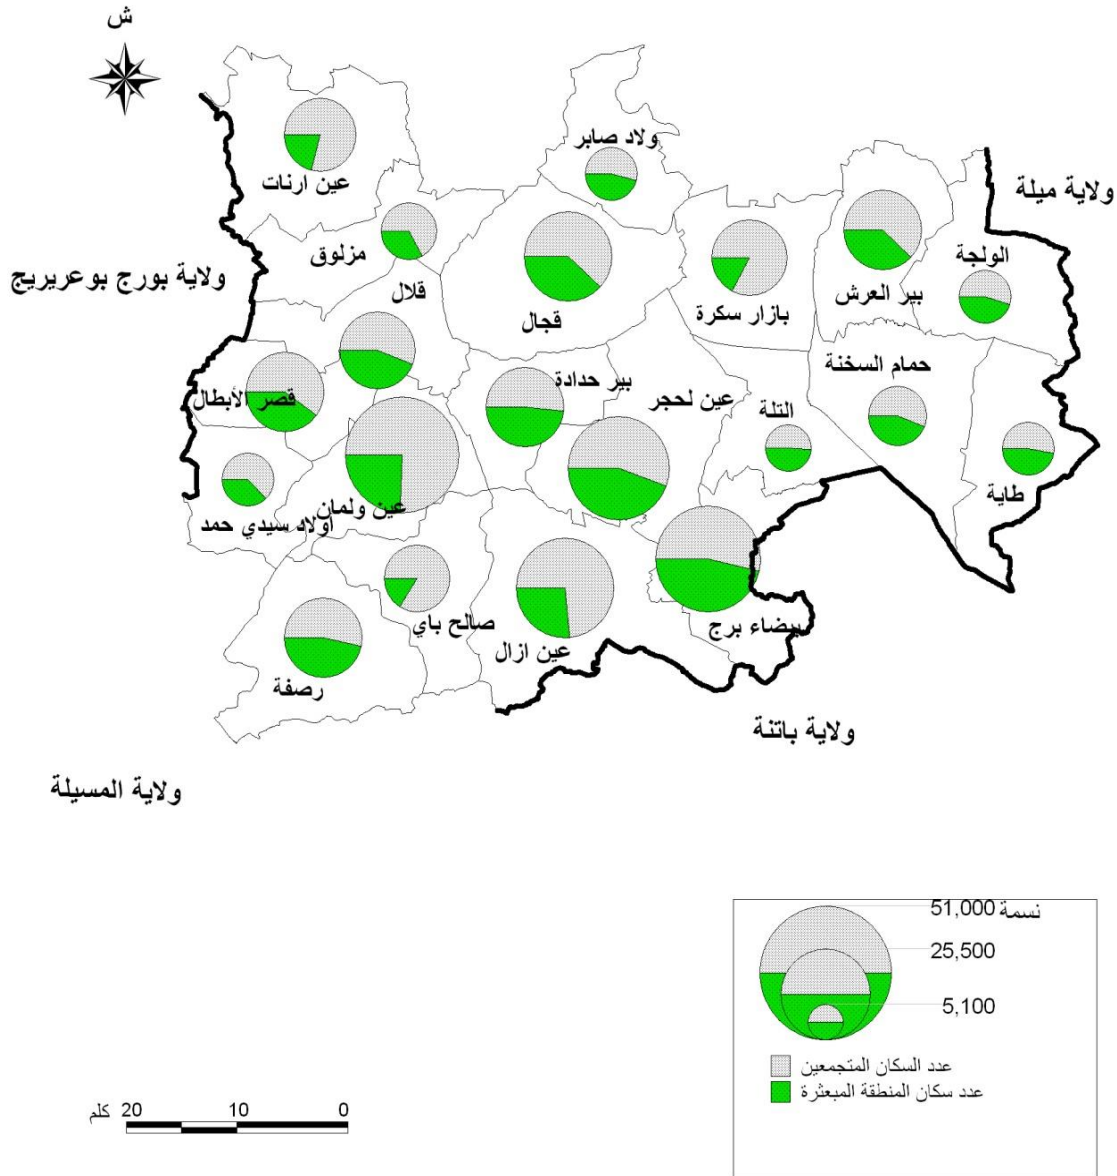 ش
ولاد صابر
عين ارنات
ولاية ميلة
مزلوق
الولجة
ولاية بورج بوعريريج
بير العرش
قلال
قجال
بازار سكرة
حمام السخنة
بير حدادة
قصر الأبطال
عين لحجر
التلة
طاية
عين ولمان
اولاد سيدي حمد
صالح باي
بيضاء برج
عين ازال
رصفة
ولاية باتنة
ولاية المسيلة
51,000 نسمة
25,500
5,100
عدد السكان المتجمعين
عدد سكان المنطقة المبعثرة
كلم 20 10 0